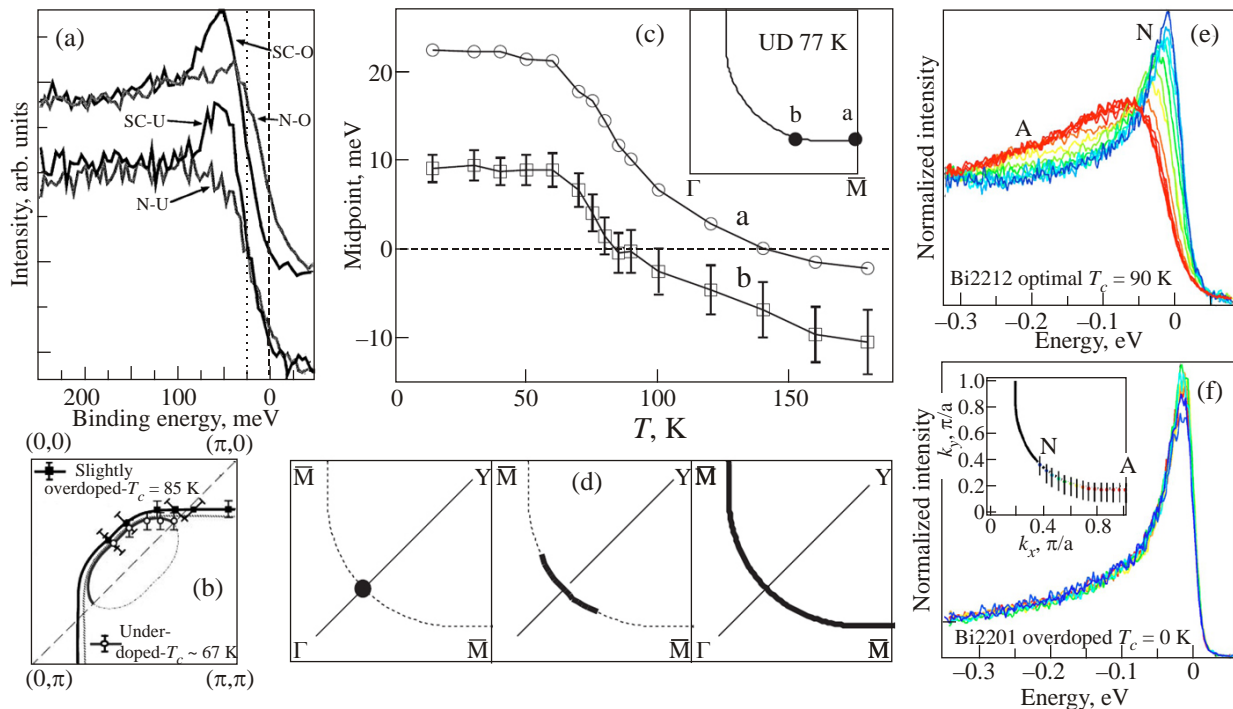 (a)
SC-O
N-O
SC-U
N-U
Intensity, arb. units
200
100
0
Binding energy, meV
(c)
UD 77 K
b
a
Γ
M̅
Midpoint, meV
20
10
0
−10
a
b
0
50
100
150
T, K
(e)
N
A
Normalized intensity
Bi2212 optimal Tc = 90 K
−0.3
−0.2
−0.1
0
Energy, eV
(0,0)
(π,0)
Slightly
overdoped-Tc = 85 K
(b)
Under-
doped-Tc ~ 67 K
(0,π)
(π,π)
(d)
M̅
Y
Γ
M̅
M̅
Y
Γ
M̅
M̅
Y
Γ
M̅
(f)
Normalized intensity
1.0
0.8
0.6
0.4
0.2
0
ky, π/a
N
A
0
0.4
0.8
kx, π/a
Bi2201 overdoped Tc = 0 K
−0.3
−0.2
−0.1
0
Energy, eV